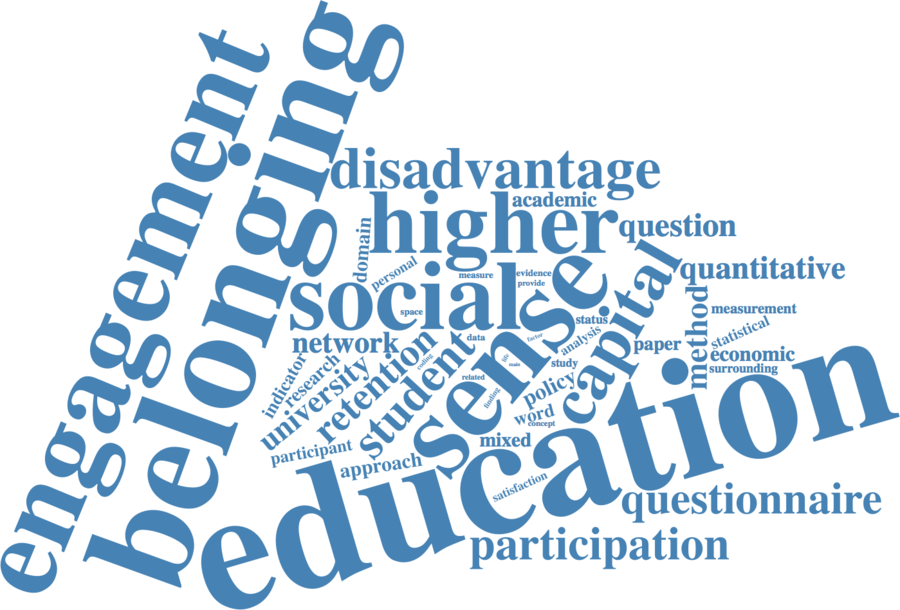 engagement
belonging
disadvantage
academic
higher
question
domain
personal
measure
evidence
provide
quantitative
social
sense
capital
space
status
method
measurement
statistical
network
data
factor
analysis
paper
economic
surrounding
indicator
research
university
retention
coding
student
related
life
main
study
finding
policy
word
concept
participant
approach
mixed
education
satisfaction
questionnaire
participation